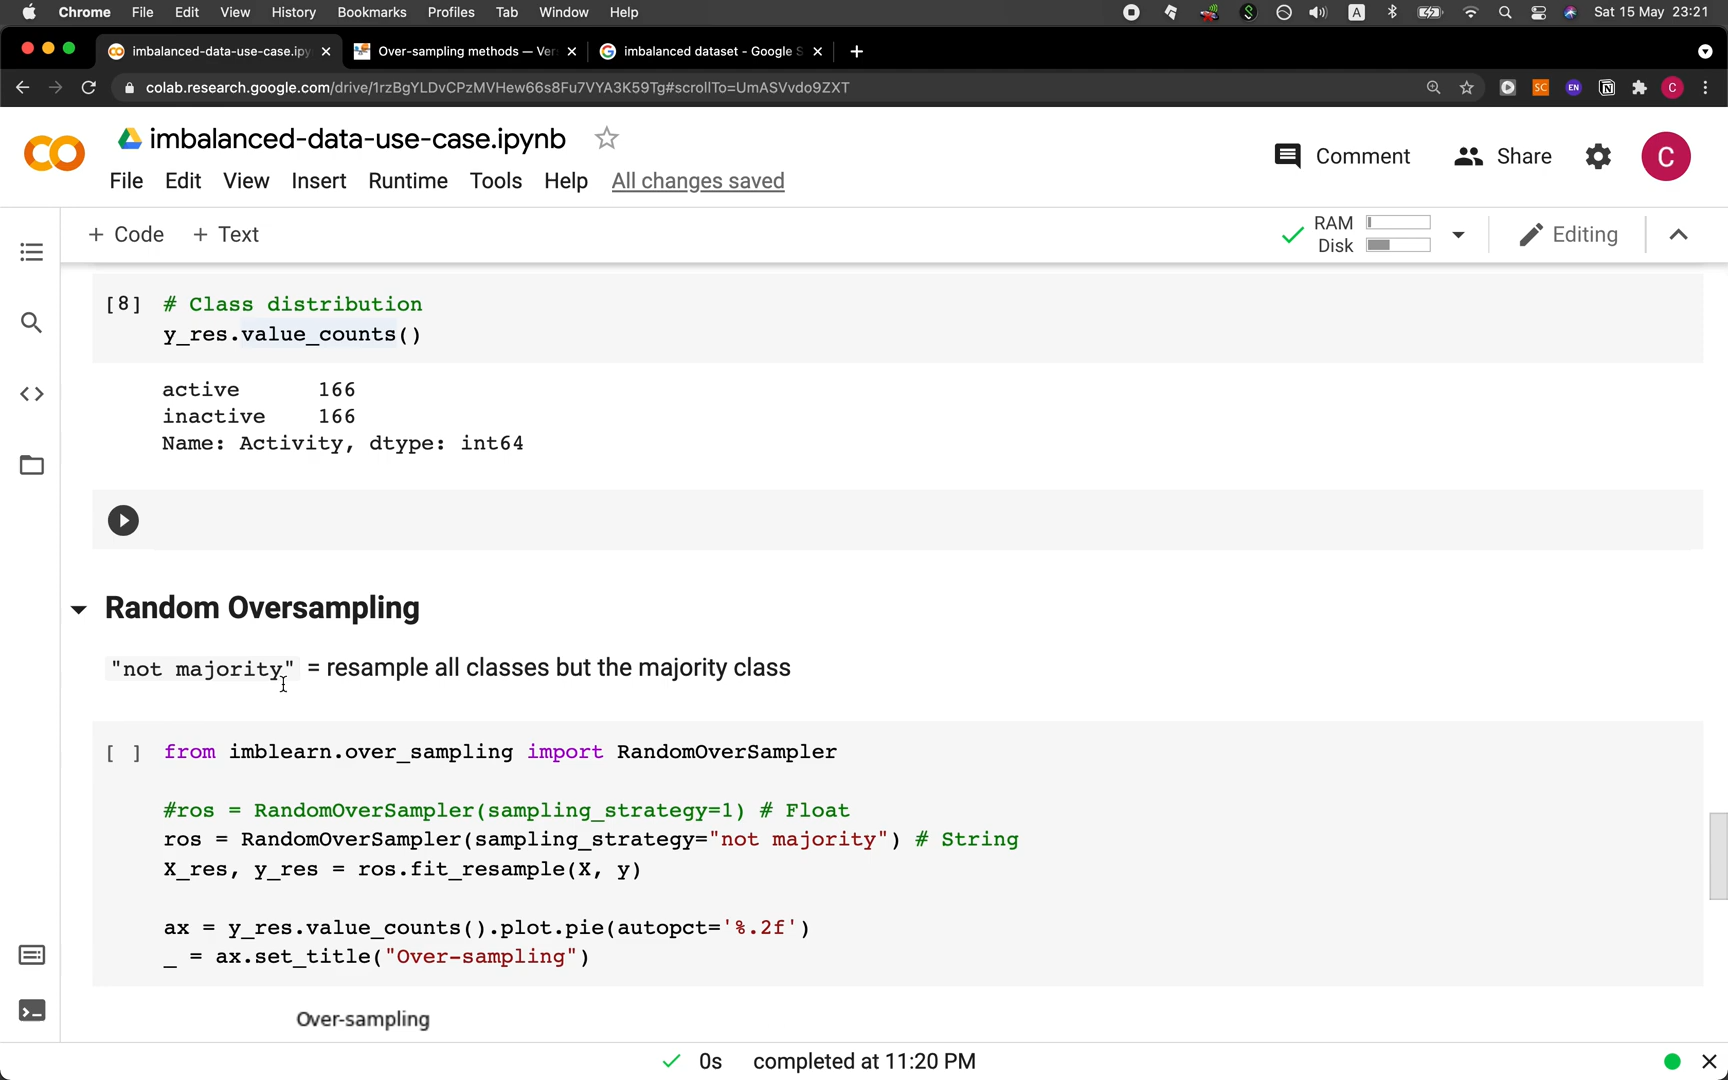 Chrome File Edit View History Bookmarks Profiles Tab Window Help A Sat 15 May 23:21
imbalanced-data-use-case.ipy Over-sampling methods — Ver imbalanced dataset - Google S
colab.research.google.com/drive/1rzBgYLDvCPzMVHew66s8Fu7VYA3K59Tg#scrollTo=UmASVvdo9ZXT SC EN C
imbalanced-data-use-case.ipynb
Comment Share C
File Edit View Insert Runtime Tools Help All changes saved
+ Code + Text RAM Disk Editing
[8] # Class distribution
y_res.value_counts()
active 166
inactive 166
Name: Activity, dtype: int64
Random Oversampling
"not majority" = resample all classes but the majority class
[ ] from imblearn.over_sampling import RandomOverSampler
#ros = RandomOverSampler(sampling_strategy=1) # Float
ros = RandomOverSampler(sampling_strategy="not majority") # String
X_res, y_res = ros.fit_resample(X, y)
ax = y_res.value_counts().plot.pie(autopct='%.2f')
_ = ax.set_title("Over-sampling")
Over-sampling
0s completed at 11:20 PM